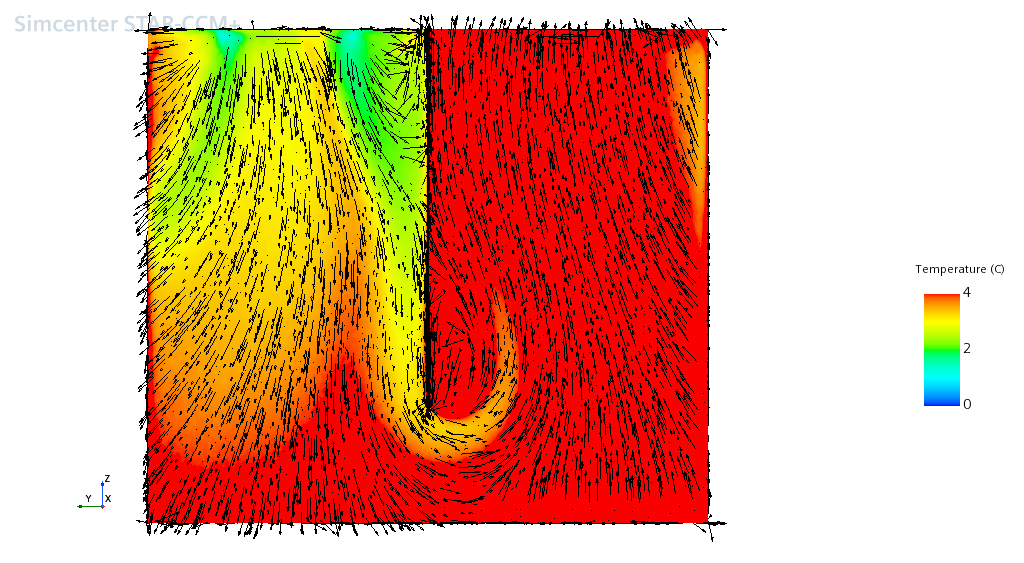 Simcenter STAR-CCM+
Temperature (C)
4
2
0
Z
Y
X